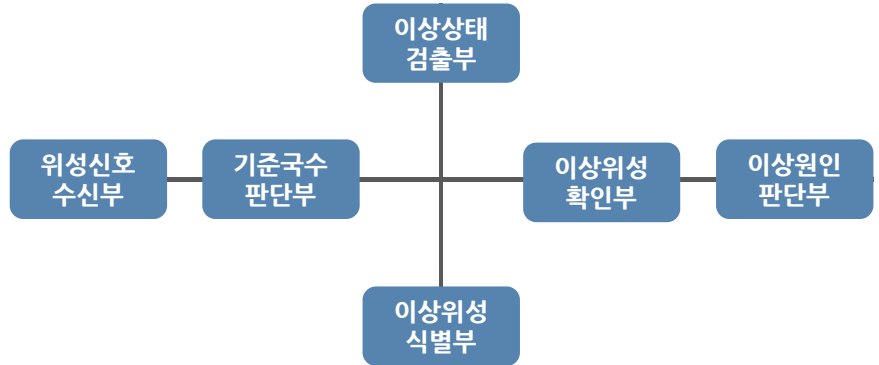 이상상태
검출부
위성신호
수신부
기준국수
판단부
이상위성
확인부
이상원인
판단부
이상위성
식별부